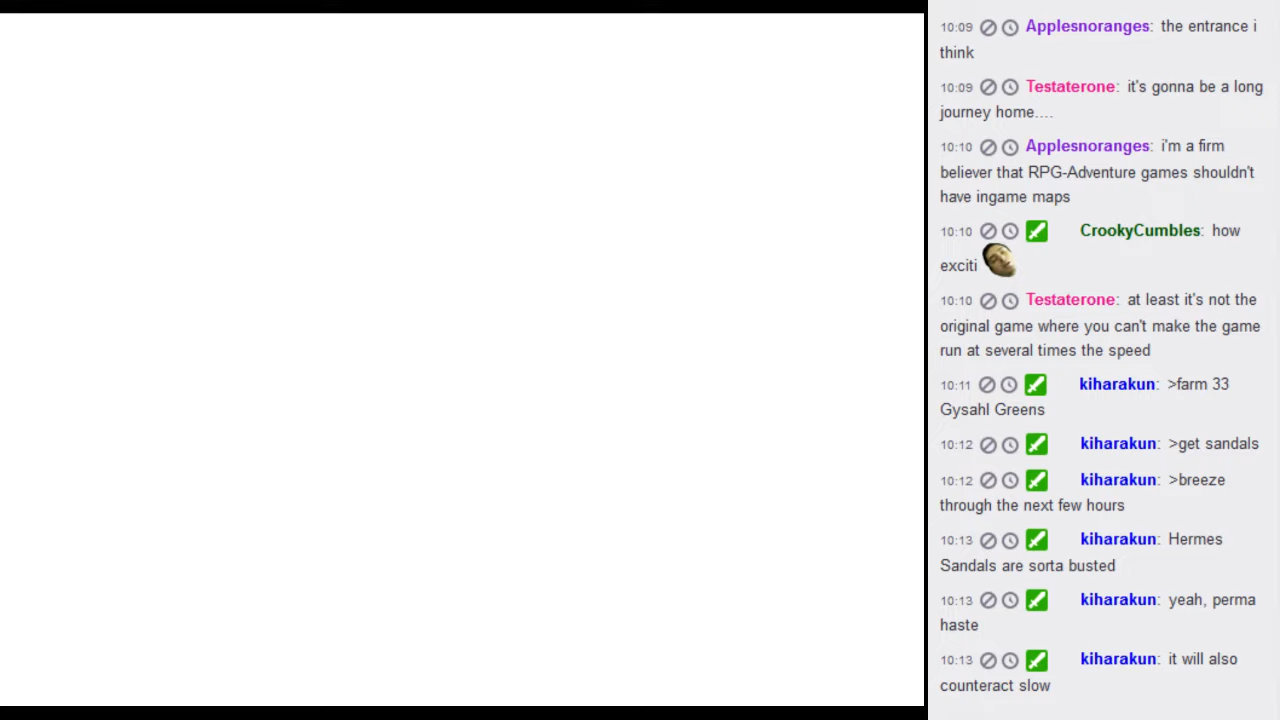 10:09 Applesnoranges: the entrance i
think
10:09 Testaterone: it's gonna be a long
journey home....
10:10 Applesnoranges: i'm a firm
believer that RPG-Adventure games shouldn't
have ingame maps
10:10 CrookyCumbles: how
exciti
10:10 Testaterone: at least it's not the
original game where you can't make the game
run at several times the speed
10:11 kiharakun: >farm 33
Gysahl Greens
10:12 kiharakun: >get sandals
10:12 kiharakun: >breeze
through the next few hours
10:13 kiharakun: Hermes
Sandals are sorta busted
10:13 kiharakun: yeah, perma
haste
10:13 kiharakun: it will also
counteract slow